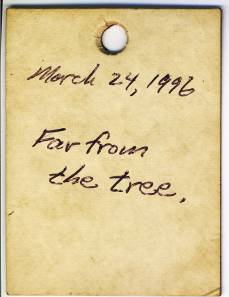 March 24, 1996
Far from
the tree.